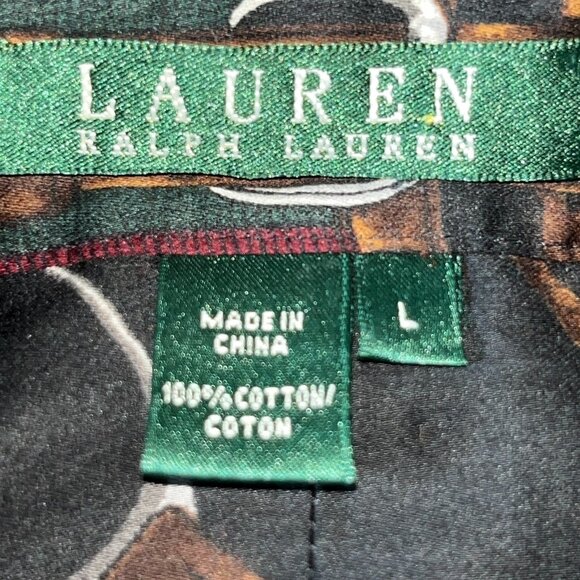 LAUREN
RALPH LAUREN
MADE IN
CHINA
L
100% COTTON/
COTON